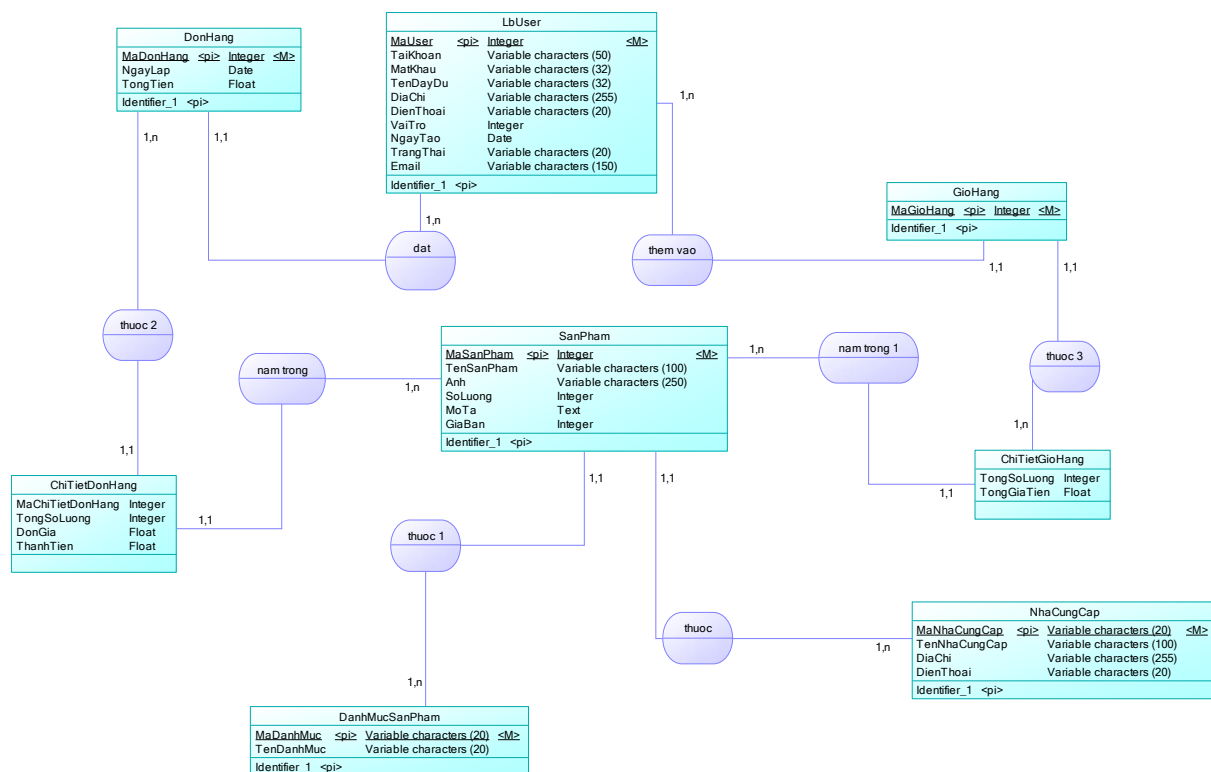 DonHang
MaDonHang <pi> Integer <M>
NgayLap Date
TongTien Float
Identifier_1 <pi>
LbUser
MaUser <pi> Integer <M>
TaiKhoan Variable characters (50)
MatKhau Variable characters (32)
TenDayDu Variable characters (32)
DiaChi Variable characters (255)
DienThoai Variable characters (20)
VaiTro Integer
NgayTao Date
TrangThai Variable characters (20)
Email Variable characters (150)
Identifier_1 <pi>
1,n
1,1
1,n
1,n
dat
them vao
GioHang
MaGioHang <pi> Integer <M>
Identifier_1 <pi>
1,1
1,1
thuoc 2
nam trong
1,n
SanPham
MaSanPham <pi> Integer <M>
TenSanPham Variable characters (100)
Anh Variable characters (250)
SoLuong Integer
MoTa Text
GiaBan Integer
Identifier_1 <pi>
1,n
nam trong 1
thuoc 3
1,n
1,1
ChiTietDonHang
MaChiTietDonHang Integer
TongSoLuong Integer
DonGia Float
ThanhTien Float
1,1
1,1
1,1
ChiTietGioHang
TongSoLuong Integer
TongGiaTien Float
1,1
thuoc 1
thuoc
1,n
1,n
NhaCungCap
MaNhaCungCap <pi> Variable characters (20) <M>
TenNhaCungCap Variable characters (100)
DiaChi Variable characters (255)
DienThoai Variable characters (20)
Identifier_1 <pi>
DanhMucSanPham
MaDanhMuc <pi> Variable characters (20) <M>
TenDanhMuc Variable characters (20)
Identifier_1 <pi>